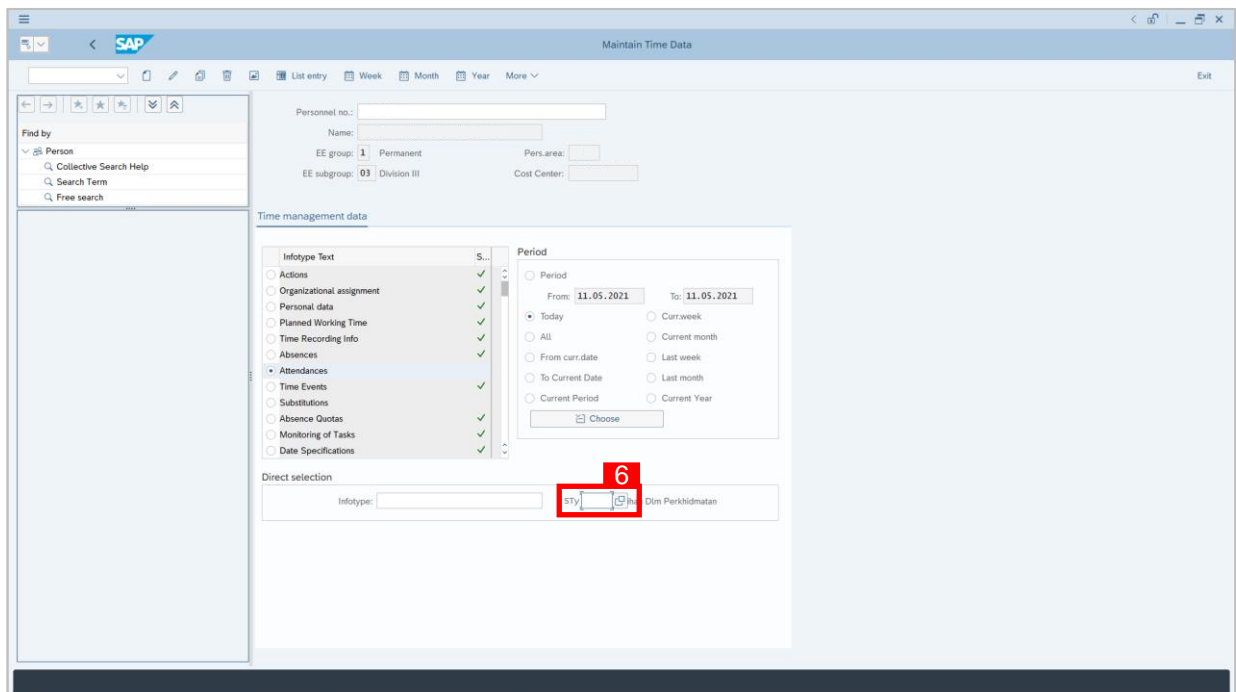 SAP
Maintain Time Data
List entry Week Month Year More Exit
Find by
Person
Collective Search Help
Search Term
Free search
Personnel no.:
Name:
EE group: 1 Permanent Pers.area:
EE subgroup: 03 Division III Cost Center:
Time management data
Infotype Text S...
Actions
Organizational assignment
Personal data
Planned Working Time
Time Recording Info
Absences
Attendances
Time Events
Substitutions
Absence Quotas
Monitoring of Tasks
Date Specifications
Period
Period
From: 11.05.2021 To: 11.05.2021
Today Curr.week
All Current month
From curr.date Last week
To Current Date Last month
Current Period Current Year
Choose
Direct selection
6
Infotype: STy Dlm Perkhidmatan